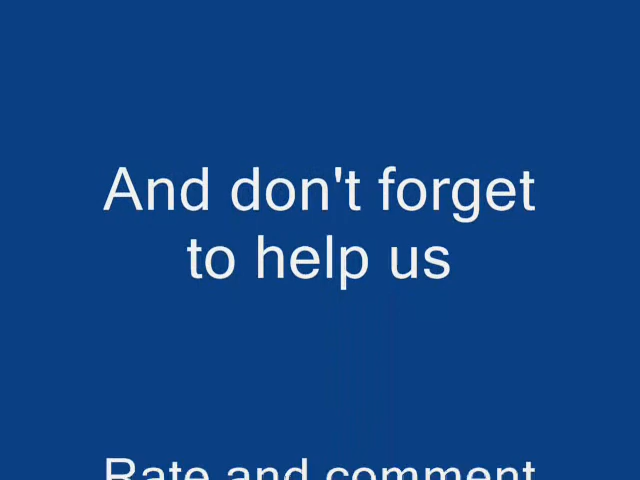 And don't forget
to help us
Rate and comment